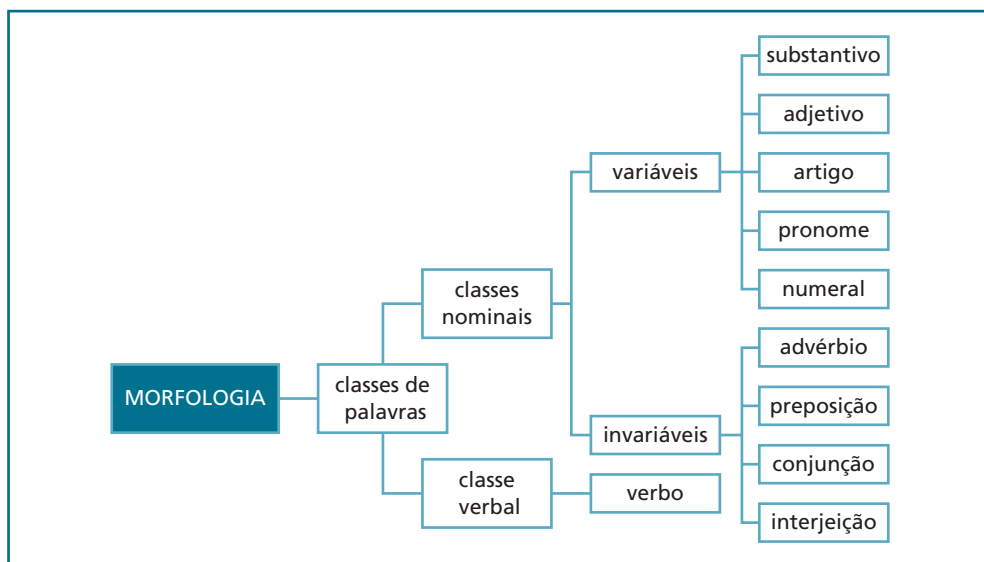 substantivo
adjetivo
variáveis
artigo
pronome
classes
nominais
numeral
advérbio
MORFOLOGIA
classes de
palavras
preposição
invariáveis
conjunção
classe
verbal
verbo
interjeição